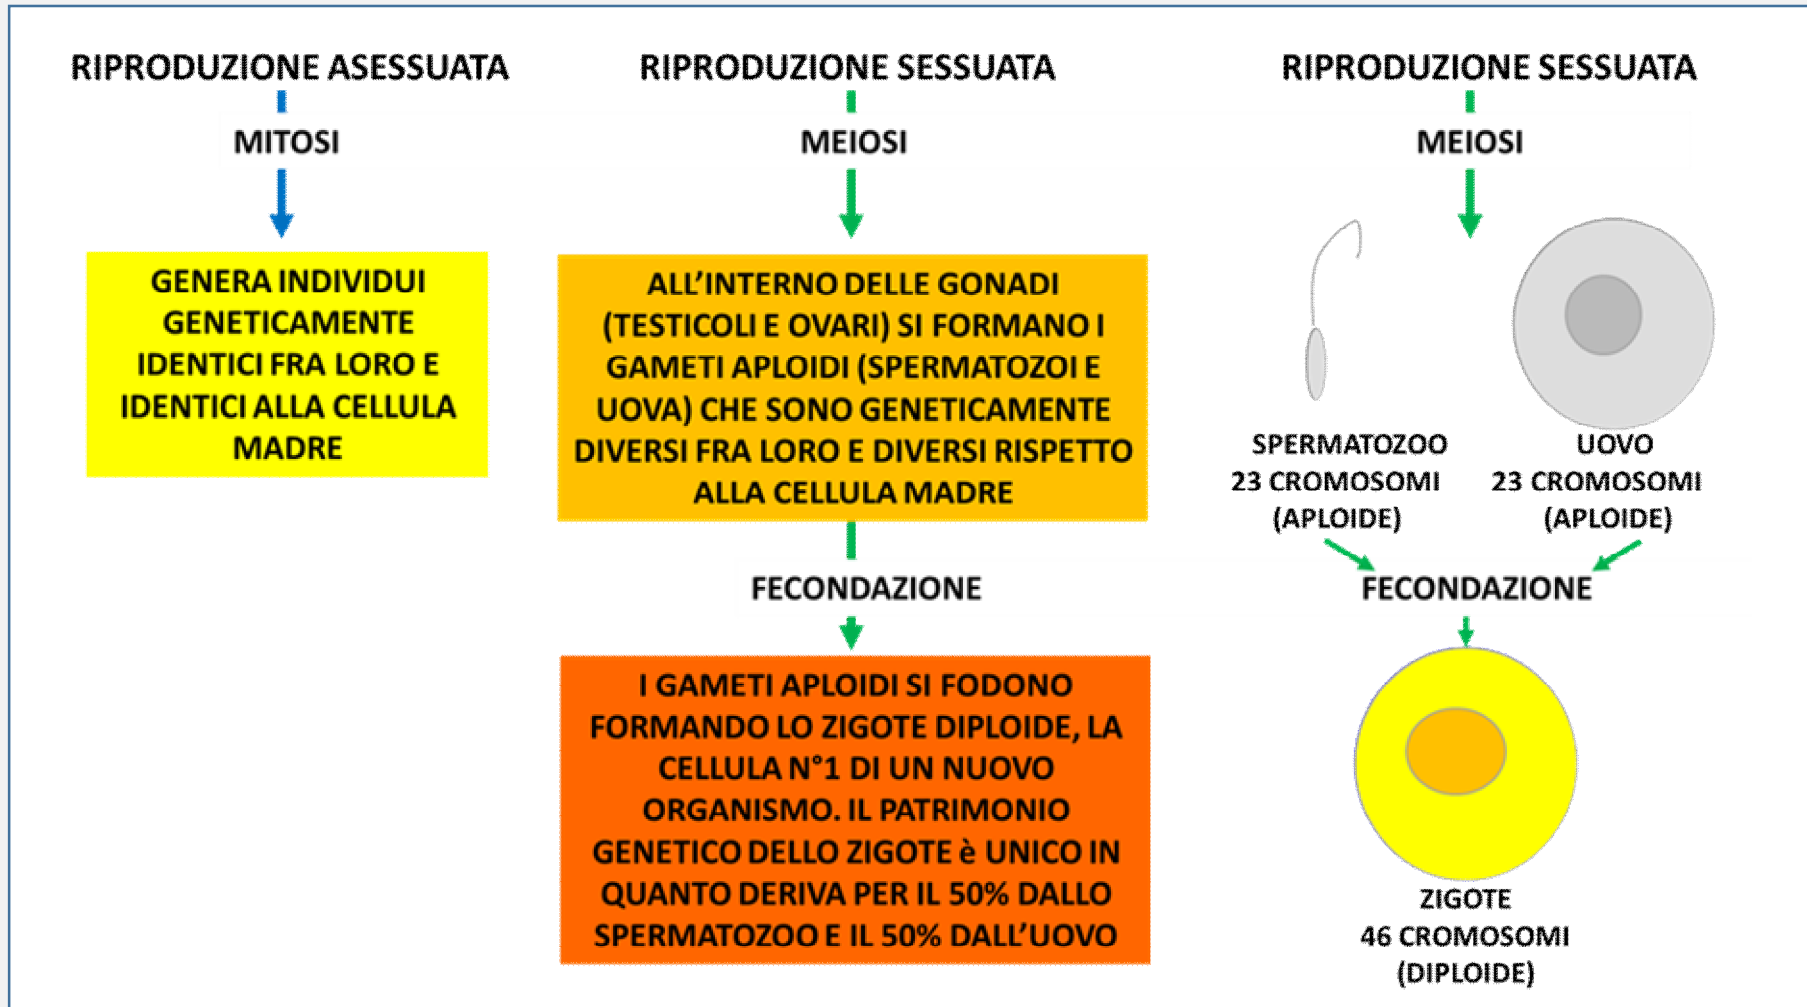 RIPRODUZIONE ASESSUATA
MITOSI
GENERA INDIVIDUI
GENETICAMENTE
IDENTICI FRA LORO E
IDENTICI ALLA CELLULA
MADRE
RIPRODUZIONE SESSUATA
MEIOSI
ALL'INTERNO DELLE GONADI
(TESTICOLI E OVARI) SI FORMANO I
GAMETI APLOIDI (SPERMATOZOI E
UOVA) CHE SONO GENETICAMENTE
DIVERSI FRA LORO E DIVERSI RISPETTO
ALLA CELLULA MADRE
FECONDAZIONE
I GAMETI APLOIDI SI FODONO
FORMANDO LO ZIGOTE DIPLOIDE, LA
CELLULA N°1 DI UN NUOVO
ORGANISMO. IL PATRIMONIO
GENETICO DELLO ZIGOTE è UNICO IN
QUANTO DERIVA PER IL 50% DALLO
SPERMATOZOO E IL 50% DALL'UOVO
RIPRODUZIONE SESSUATA
MEIOSI
SPERMATOZOO
23 CROMOSOMI
(APLOIDE)
UOVO
23 CROMOSOMI
(APLOIDE)
FECONDAZIONE
ZIGOTE
46 CROMOSOMI
(DIPLOIDE)